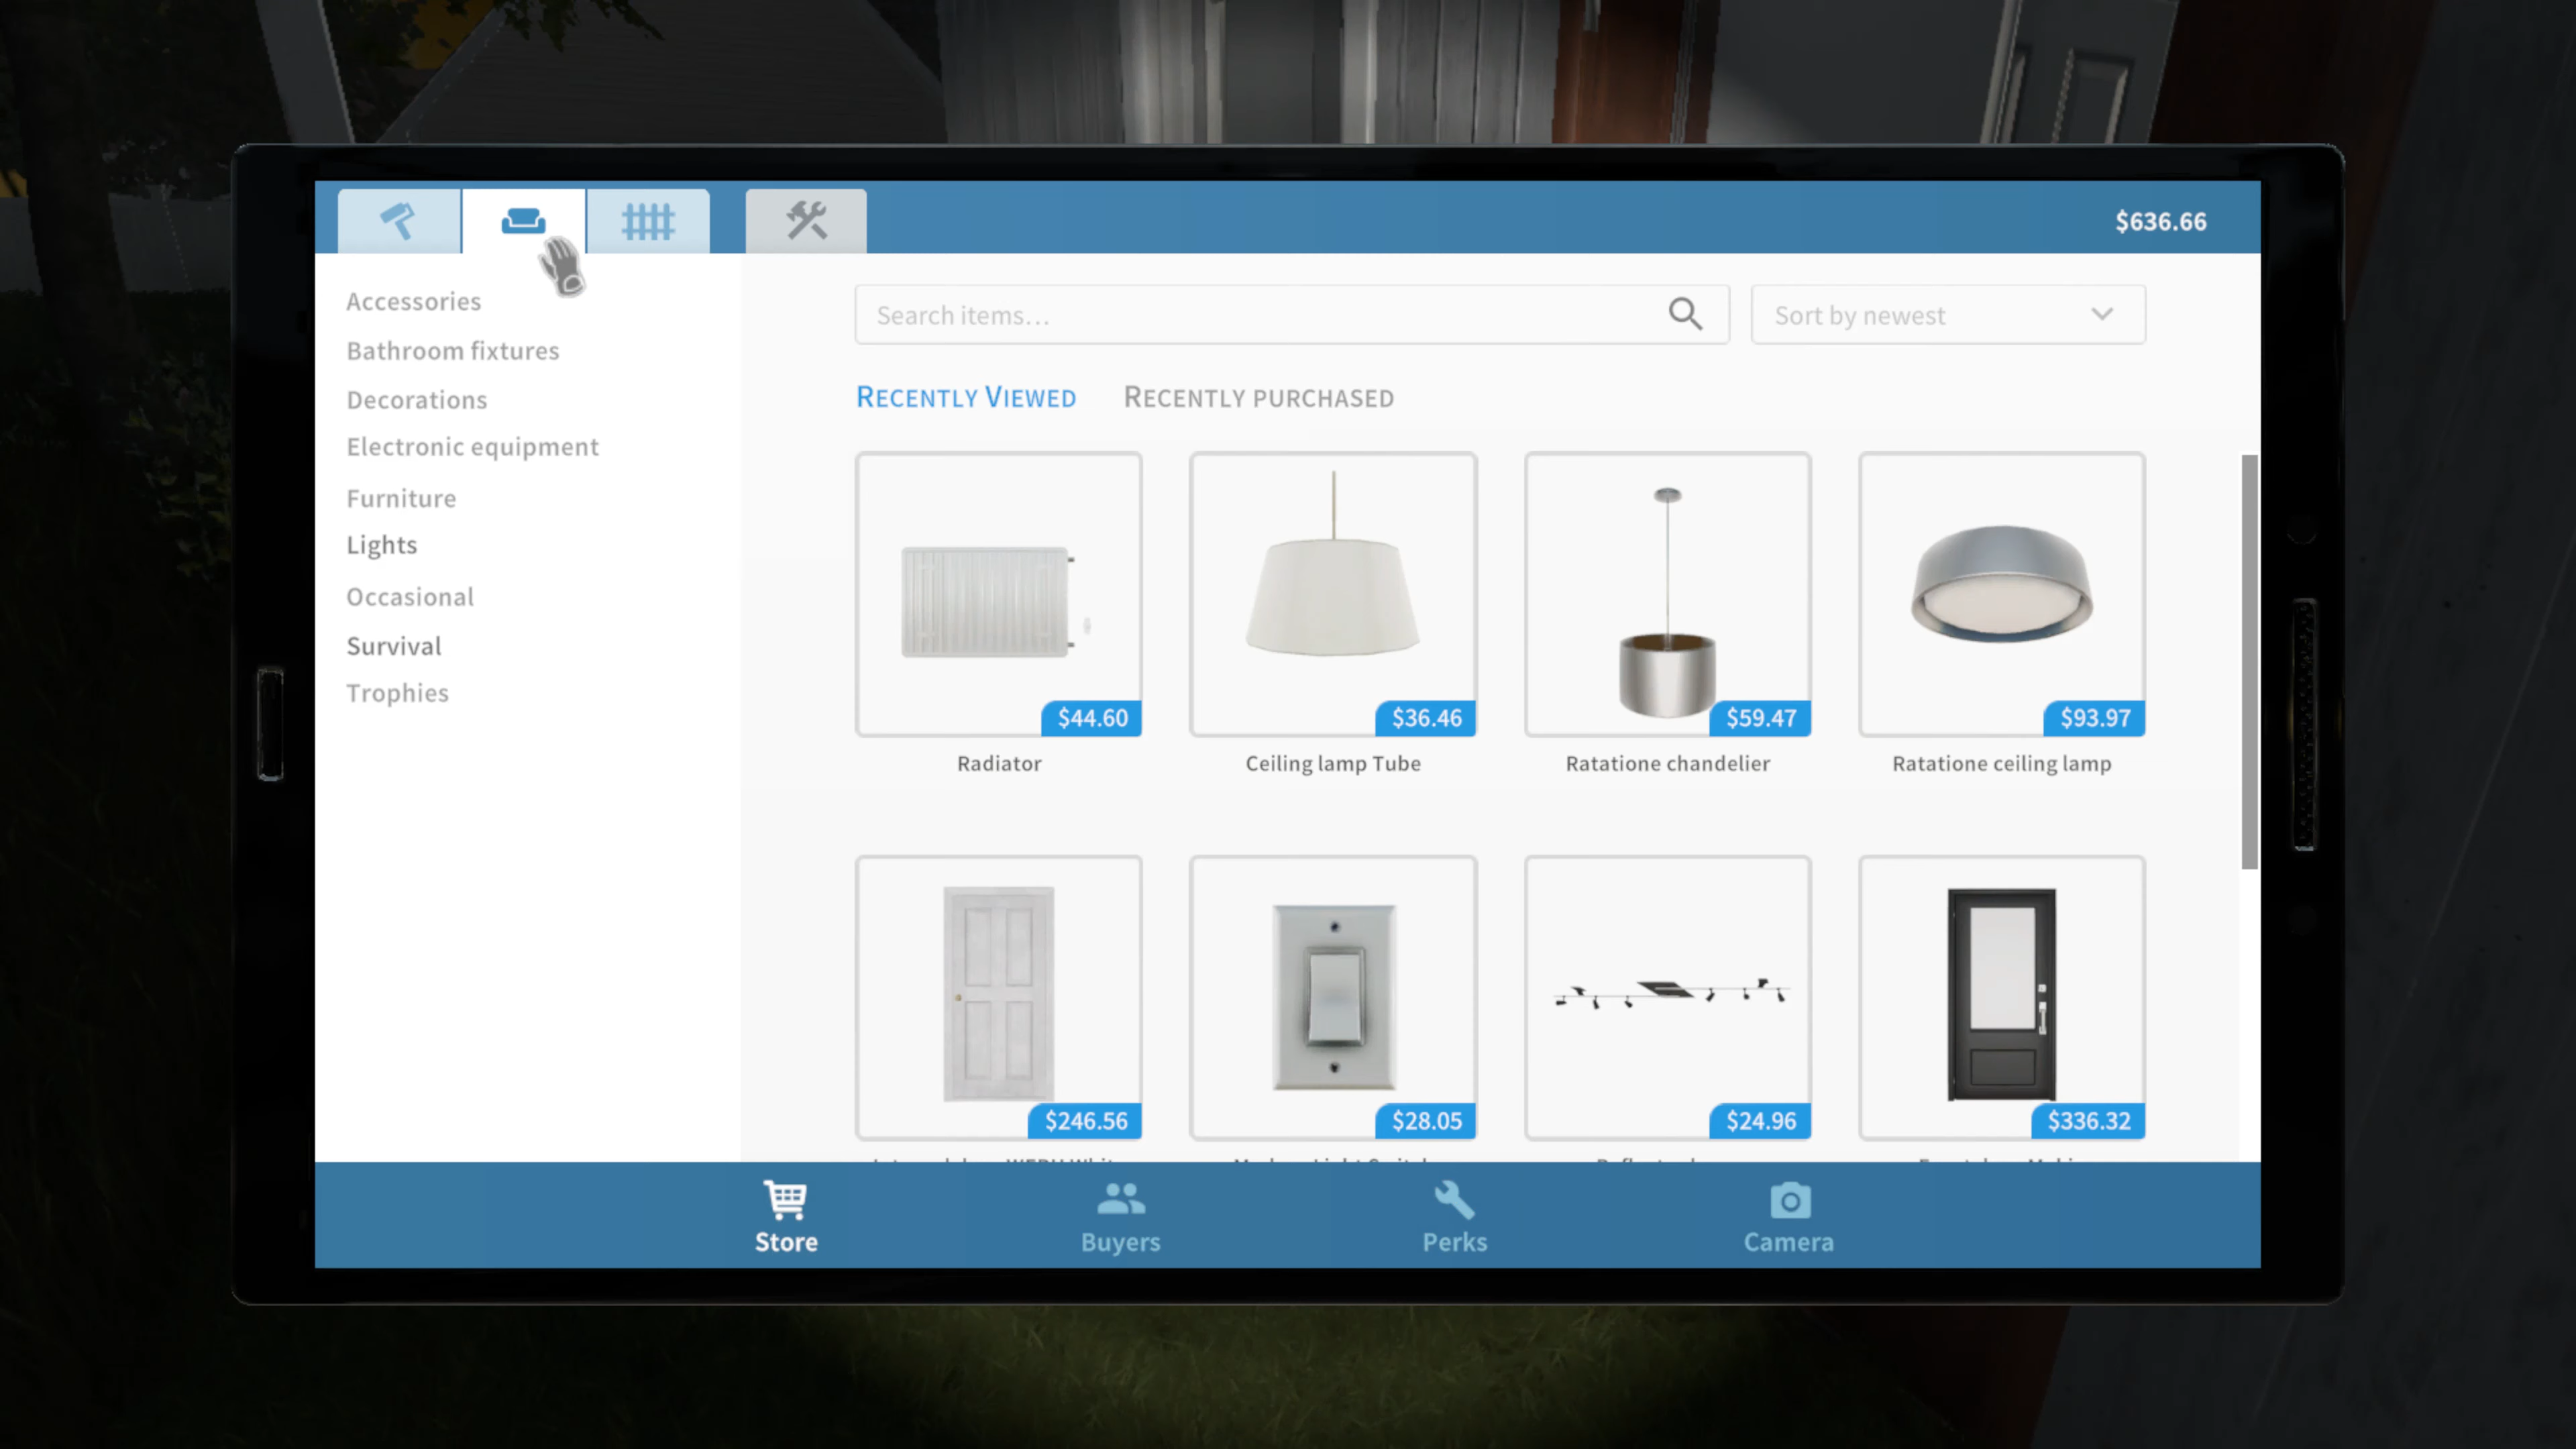 $636.66
Accessories
Bathroom fixtures
Decorations
Electronic equipment
Furniture
Lights
Occasional
Survival
Trophies
Search items...
Sort by newest
RECENTLY VIEWED
RECENTLY PURCHASED
$44.60
$36.46
$59.47
$93.97
Radiator
Ceiling lamp Tube
Ratatione chandelier
Ratatione ceiling lamp
$246.56
$28.05
$24.96
$336.32
Store
Buyers
Perks
Camera